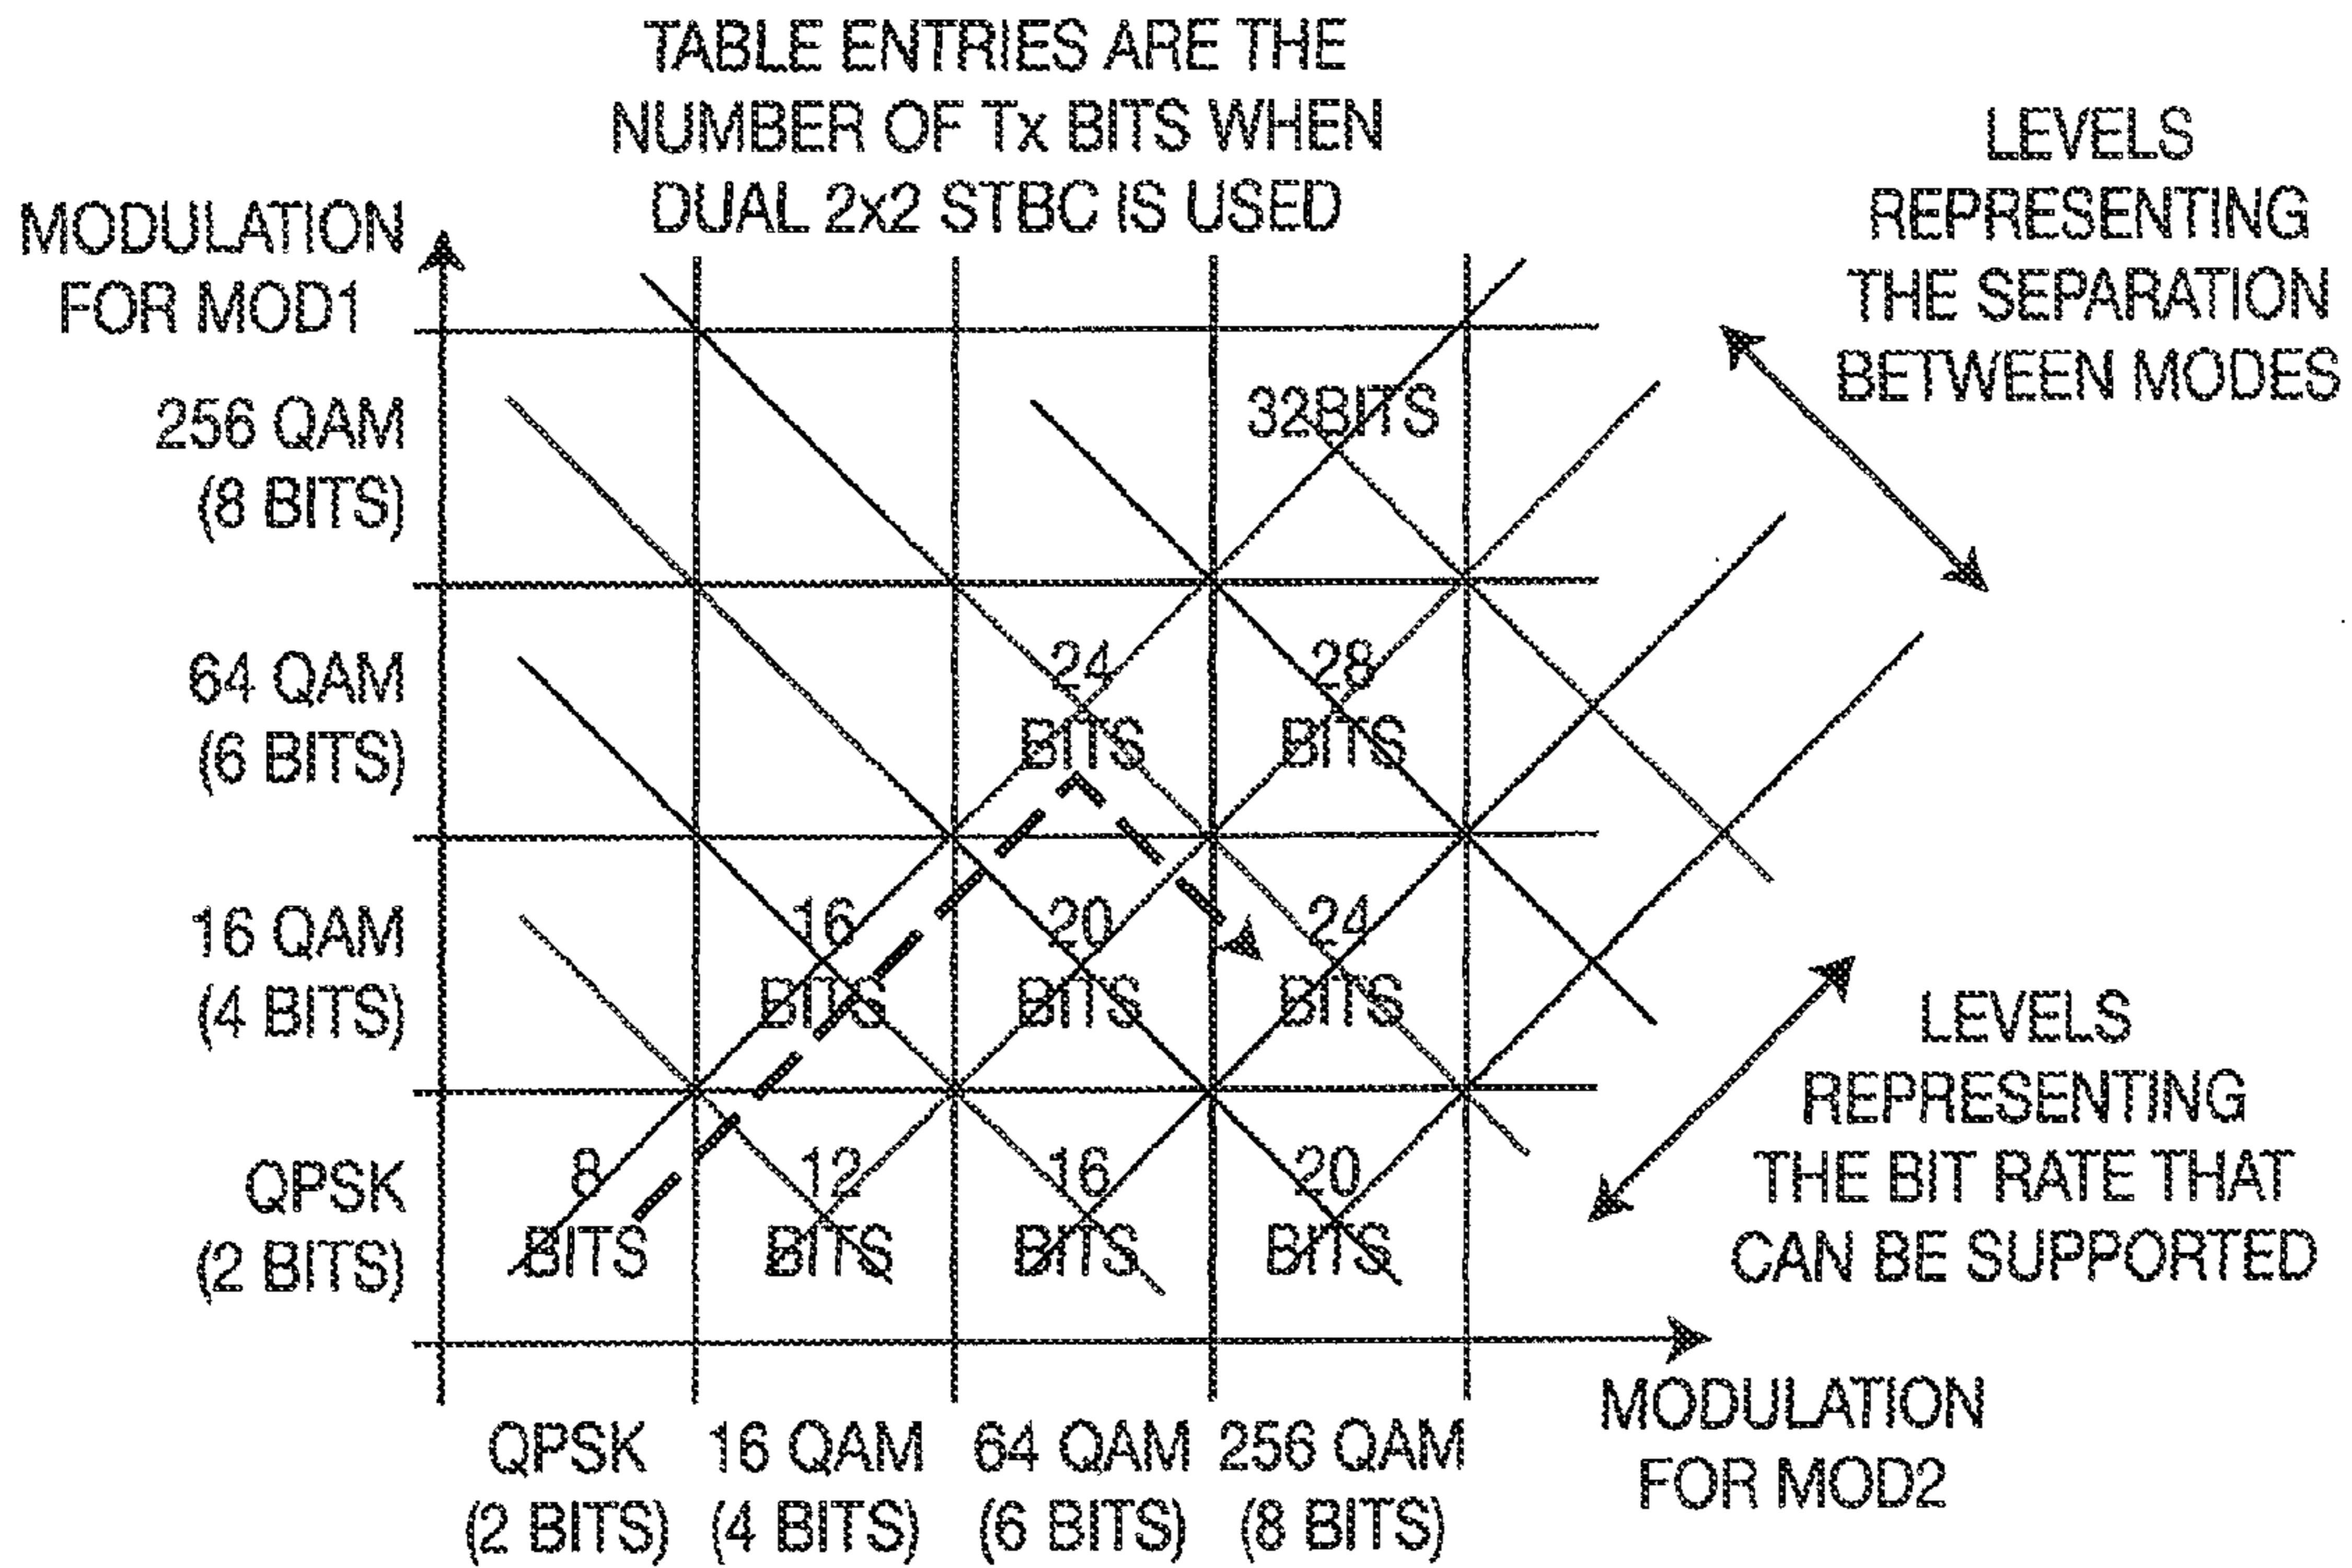 TABLE ENTRIES ARE THE
NUMBER OF Tx BITS WHEN
DUAL 2x2 STBC IS USED
MODULATION
FOR MOD1
LEVELS
REPRESENTING
THE SEPARATION
BETWEEN MODES
256 QAM
(8 BITS)
32BITS
64 QAM
(6 BITS)
24
BITS
28
BITS
16 QAM
(4 BITS)
16
BITS
20
BITS
24
BITS
QPSK
(2 BITS)
8
BITS
12
BITS
16
BITS
20
BITS
LEVELS
REPRESENTING
THE BIT RATE THAT
CAN BE SUPPORTED
QPSK
(2 BITS)
16 QAM
(4 BITS)
64 QAM
(6 BITS)
256 QAM
(8 BITS)
MODULATION
FOR MOD2